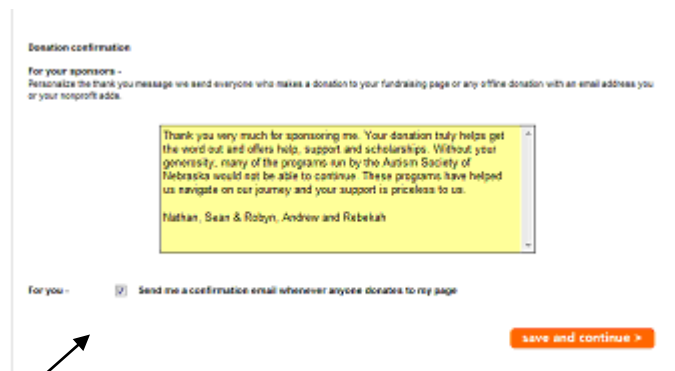 Donation confirmation
For your sponsors -
Personalize the thank you message we send everyone who makes a donation to your fundraising page or any offline donation with an email address you
or your nonprofit adds.
Thank you very much for sponsoring me. Your donation truly helps get
the word out and offers help, support and scholarships. Without your
generosity, many of the programs run by the Autism Society of
Nebraska would not be able to continue. These programs have helped
us navigate on our journey and your support is priceless to us.
Nathan, Sean & Robyn, Andrew and Rebekah
For you - Send me a confirmation email whenever anyone donates to my page
save and continue >